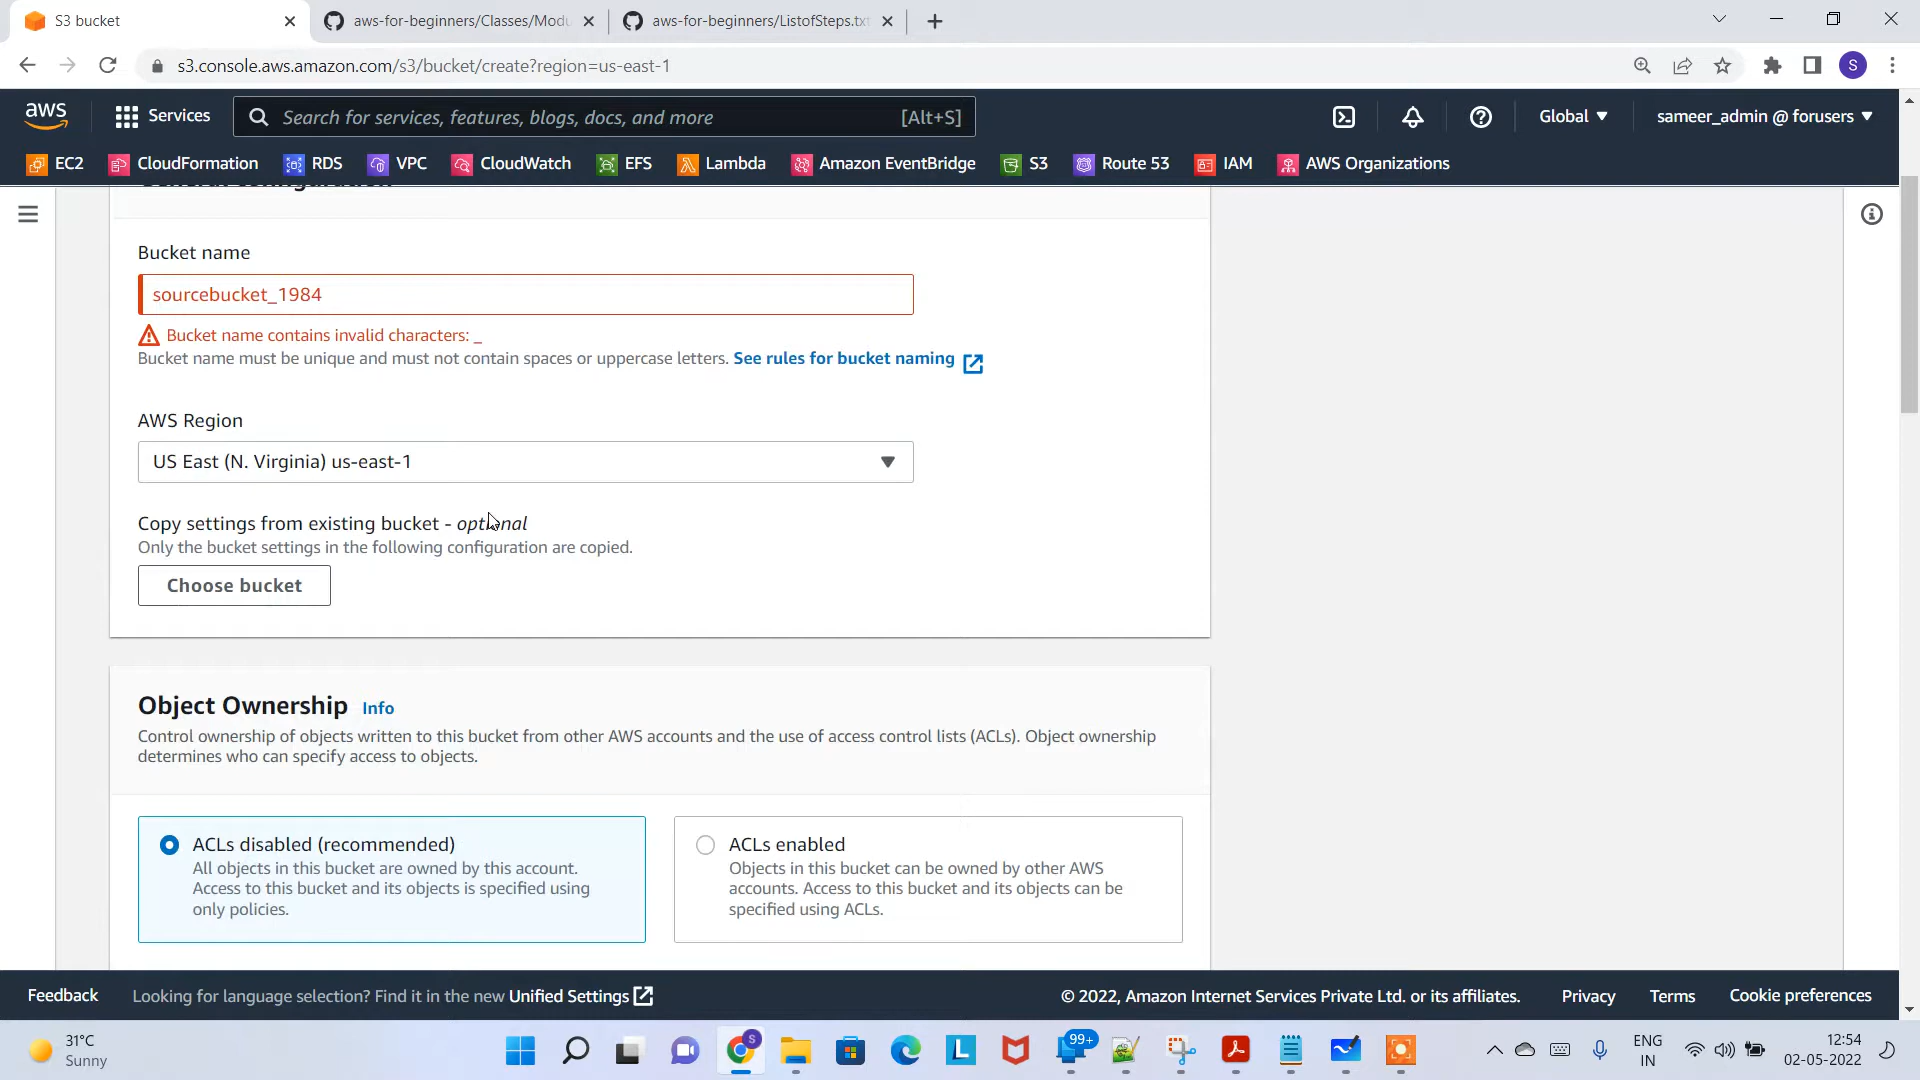 S3 bucket
aws-for-beginners/Classes/Modu
aws-for-beginners/ListofSteps.txt
s3.console.aws.amazon.com/s3/bucket/create?region=us-east-1
S
aws
Services
Search for services, features, blogs, docs, and more [Alt+S]
Global
sameer_admin @ forusers
EC2
CloudFormation
RDS
VPC
CloudWatch
EFS
Lambda
Amazon EventBridge
S3
Route 53
IAM
AWS Organizations
General configuration
Bucket name
sourcebucket_1984
Bucket name contains invalid characters: _
Bucket name must be unique and must not contain spaces or uppercase letters. See rules for bucket naming
AWS Region
US East (N. Virginia) us-east-1
Copy settings from existing bucket - optional
Only the bucket settings in the following configuration are copied.
Choose bucket
Object Ownership Info
Control ownership of objects written to this bucket from other AWS accounts and the use of access control lists (ACLs). Object ownership
determines who can specify access to objects.
ACLs disabled (recommended)
All objects in this bucket are owned by this account.
Access to this bucket and its objects is specified using
only policies.
ACLs enabled
Objects in this bucket can be owned by other AWS
accounts. Access to this bucket and its objects can be
specified using ACLs.
Feedback
Looking for language selection? Find it in the new Unified Settings
© 2022, Amazon Internet Services Private Ltd. or its affiliates.
Privacy
Terms
Cookie preferences
31°C
Sunny
S
L
99+
ENG
IN
12:54
02-05-2022